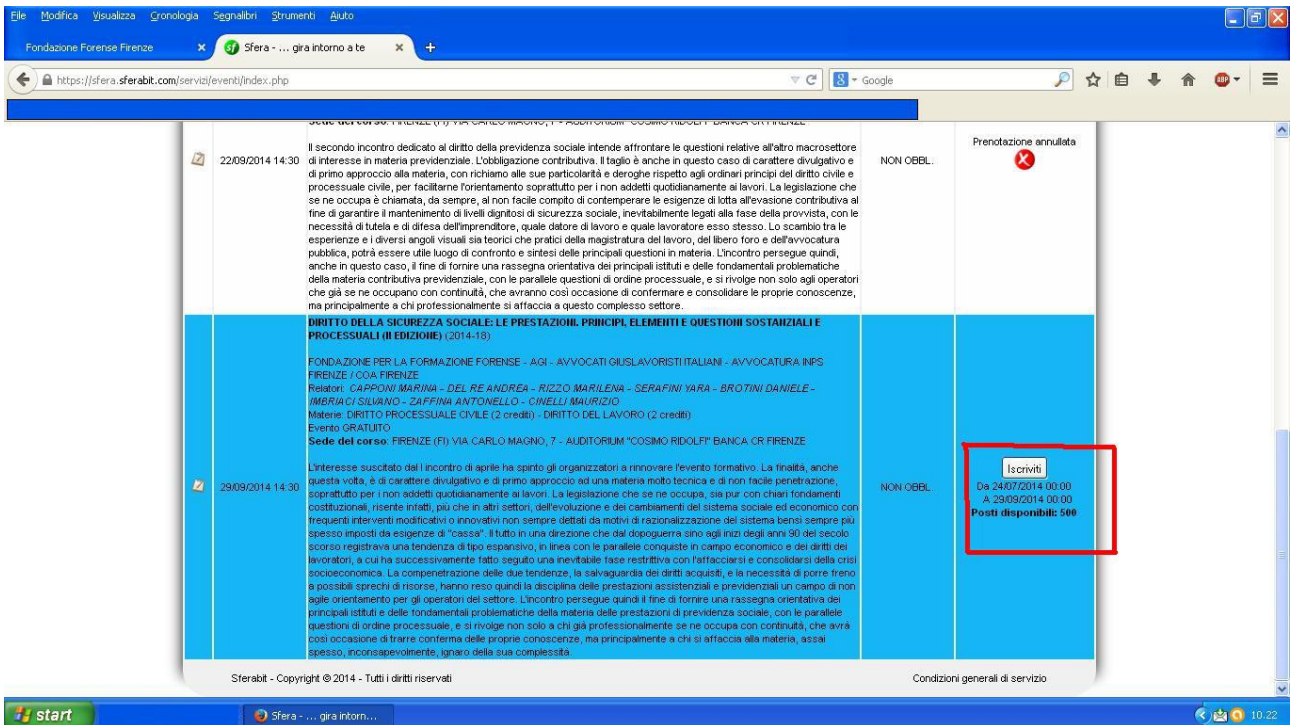 File Modifica Visualizza Cronologia Segnalibri Strumenti Aiuto
Fondazione Forense Firenze
Sfera - ... gira intorno a te
https://sfera.sferabit.com/servizi/eventi/index.php
Google
Sede del corso: FIRENZE (FI) VIA CARLO MAGNO, 7 - AUDITORIUM "COSIMO RIDOLFI" BANCA CR FIRENZE
22/09/2014 14:30
Il secondo incontro dedicato al diritto della previdenza sociale intende affrontare le questioni relative all'altro macrosettore
di interesse in materia previdenziale. L'obbligazione contributiva. Il taglio è anche in questo caso di carattere divulgativo e
di primo approccio alla materia, con richiamo alle sue particolarità e deroghe rispetto agli ordinari principi del diritto civile e
processuale civile, per facilitarne l'orientamento soprattutto per i non addetti quotidianamente ai lavori. La legislazione che
se ne occupa è chiamata, da sempre, al non facile compito di contemperare le esigenze di lotta all'evasione contributiva al
fine di garantire il mantenimento di livelli dignitosi di sicurezza sociale, inevitabilmente legati alla fase della provvista, con le
necessità di tutela e di difesa dell'imprenditore, quale datore di lavoro e quale lavoratore esso stesso. Lo scambio tra le
esperienze e i diversi angoli visuali sia teorici che pratici della magistratura del lavoro, del libero foro e dell'avvocatura
pubblica, potrà essere utile luogo di confronto e sintesi delle principali questioni in materia. L'incontro persegue quindi,
anche in questo caso, il fine di fornire una rassegna orientativa dei principali istituti e delle fondamentali problematiche
della materia contributiva previdenziale, con le parallele questioni di ordine processuale, e si rivolge non solo agli operatori
che già se ne occupano con continuità, che avranno così occasione di confermare e consolidare le proprie conoscenze,
ma principalmente a chi professionalmente si affaccia a questo complesso settore.
NON OBBL.
Prenotazione annullata
DIRITTO DELLA SICUREZZA SOCIALE: LE PRESTAZIONI. PRINCIPI, ELEMENTI E QUESTIONI SOSTANZIALI E
PROCESSUALI (II EDIZIONE) (2014-18)
FONDAZIONE PER LA FORMAZIONE FORENSE - AGI - AVVOCATI GIUSLAVORISTI ITALIANI - AVVOCATURA INPS
FIRENZE / COA FIRENZE
Relatori: CAPPONI MARINA - DEL RE ANDREA - RIZZO MARILENA - SERAFINI YARA - BROTINI DANIELE -
IMBRIACI SILVANO - ZAFFINA ANTONELLO - CINELLI MAURIZIO
Materie: DIRITTO PROCESSUALE CIVILE (2 crediti) - DIRITTO DEL LAVORO (2 crediti)
Evento GRATUITO
Sede del corso: FIRENZE (FI) VIA CARLO MAGNO, 7 - AUDITORIUM "COSIMO RIDOLFI" BANCA CR FIRENZE
29/09/2014 14:30
L'interesse suscitato dal l incontro di aprile ha spinto gli organizzatori a rinnovare l'evento formativo. La finalità, anche
questa volta, è di carattere divulgativo e di primo approccio ad una materia molto tecnica e di non facile penetrazione,
soprattutto per i non addetti quotidianamente ai lavori. La legislazione che se ne occupa, sia pur con chiari fondamenti
costituzionali, risente infatti, più che in altri settori, dell'evoluzione e dei cambiamenti del sistema sociale ed economico con
frequenti interventi modificativi o innovativi non sempre dettati da motivi di razionalizzazione del sistema bensì sempre più
spesso imposti da esigenze di "cassa". Il tutto in una direzione che dal dopoguerra sino agli inizi degli anni 90 del secolo
scorso registrava una tendenza di tipo espansivo, in linea con le parallele conquiste in campo economico e dei diritti dei
lavoratori, a cui ha successivamente fatto seguito una inevitabile fase restrittiva con l'affacciarsi e consolidarsi della crisi
socioeconomica. La compenetrazione delle due tendenze, la salvaguardia dei diritti acquisiti, e la necessità di porre freno
a possibili sprechi di risorse, hanno reso quindi la disciplina delle prestazioni assistenziali e previdenziali un campo di non
agile orientamento per gli operatori del settore. L'incontro persegue quindi il fine di fornire una rassegna orientativa dei
principali istituti e delle fondamentali problematiche della materia delle prestazioni di previdenza sociale, con le parallele
questioni di ordine processuale, e si rivolge non solo a chi già professionalmente se ne occupa con continuità, che avrà
così occasione di trarre conferma delle proprie conoscenze, ma principalmente a chi si affaccia alla materia, assai
spesso, inconsapevolmente, ignaro della sua complessità.
NON OBBL.
Iscriviti
Da 24/07/2014 00:00
A 29/09/2014 00:00
Posti disponibili: 500
Sferabit - Copyright © 2014 - Tutti i diritti riservati
Condizioni generali di servizio
start
Sfera - ... gira intorn...
10.22